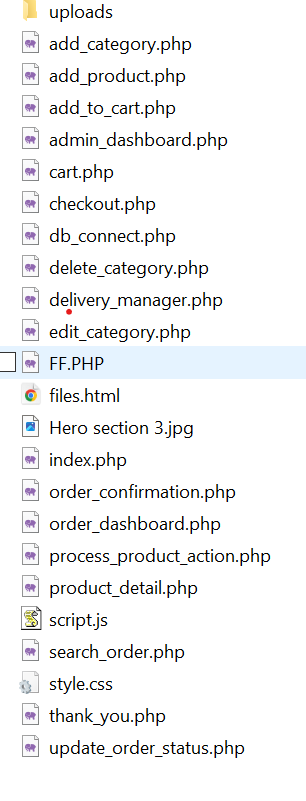 uploads
add_category.php
add_product.php
add_to_cart.php
admin_dashboard.php
cart.php
checkout.php
db_connect.php
delete_category.php
delivery_manager.php
edit_category.php
FF.PHP
files.html
Hero section 3.jpg
index.php
order_confirmation.php
order_dashboard.php
process_product_action.php
product_detail.php
script.js
search_order.php
style.css
thank_you.php
update_order_status.php